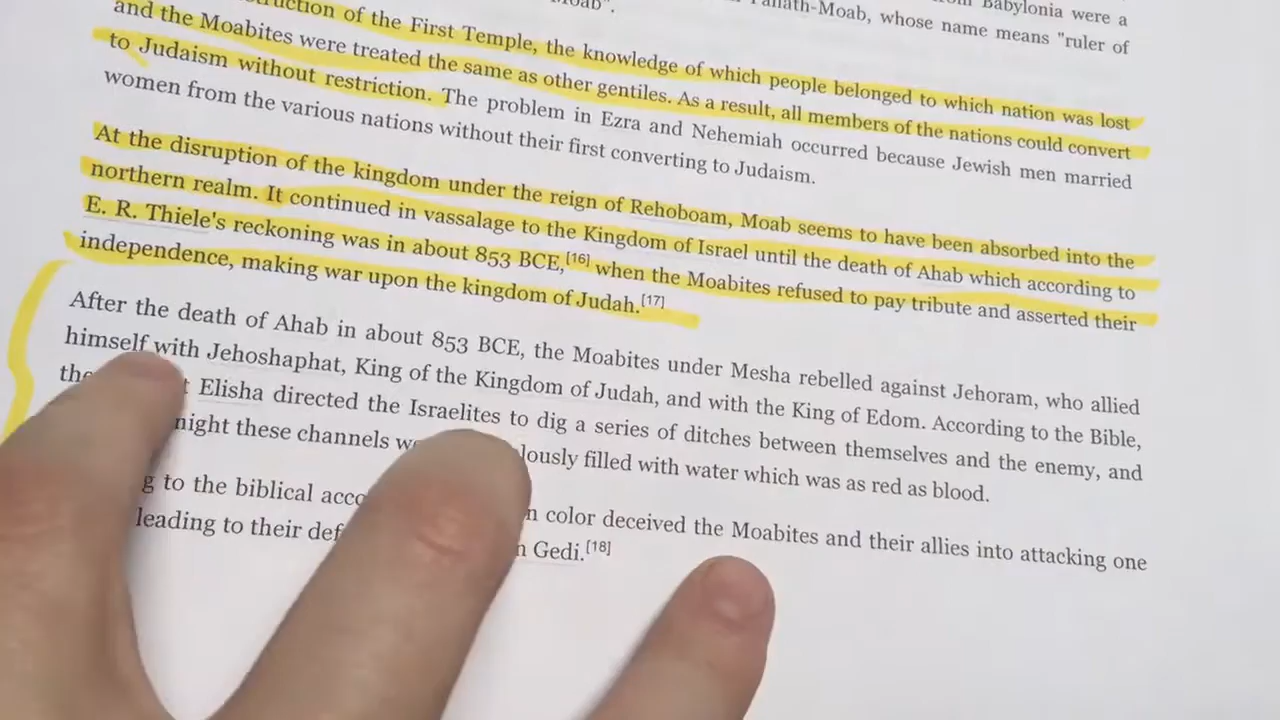 Babylonia were a
Moab". -Moab, whose name means "ruler of
of the First Temple, the knowledge of which people belonged to which nation was lost
and the Moabites were treated the same as other gentiles. As a result, all members of the nations could convert
to Judaism without restriction. The problem in Ezra and Nehemiah occurred because Jewish men married
women from the various nations without their first converting to Judaism.
At the disruption of the kingdom under the reign of Rehoboam, Moab seems to have been absorbed into the
northern realm. It continued in vassalage to the Kingdom of Israel until the death of Ahab which according to
E. R. Thiele's reckoning was in about 853 BCE,[16] when the Moabites refused to pay tribute and asserted their
independence, making war upon the kingdom of Judah.[17]
After the death of Ahab in about 853 BCE, the Moabites under Mesha rebelled against Jehoram, who allied
himself with Jehoshaphat, King of the Kingdom of Judah, and with the King of Edom. According to the Bible,
Elisha directed the Israelites to dig a series of ditches between themselves and the enemy, and
night these channels lously filled with water which was as red as blood.
g to the biblical acco n color deceived the Moabites and their allies into attacking one
leading to their def n Gedi.[18]